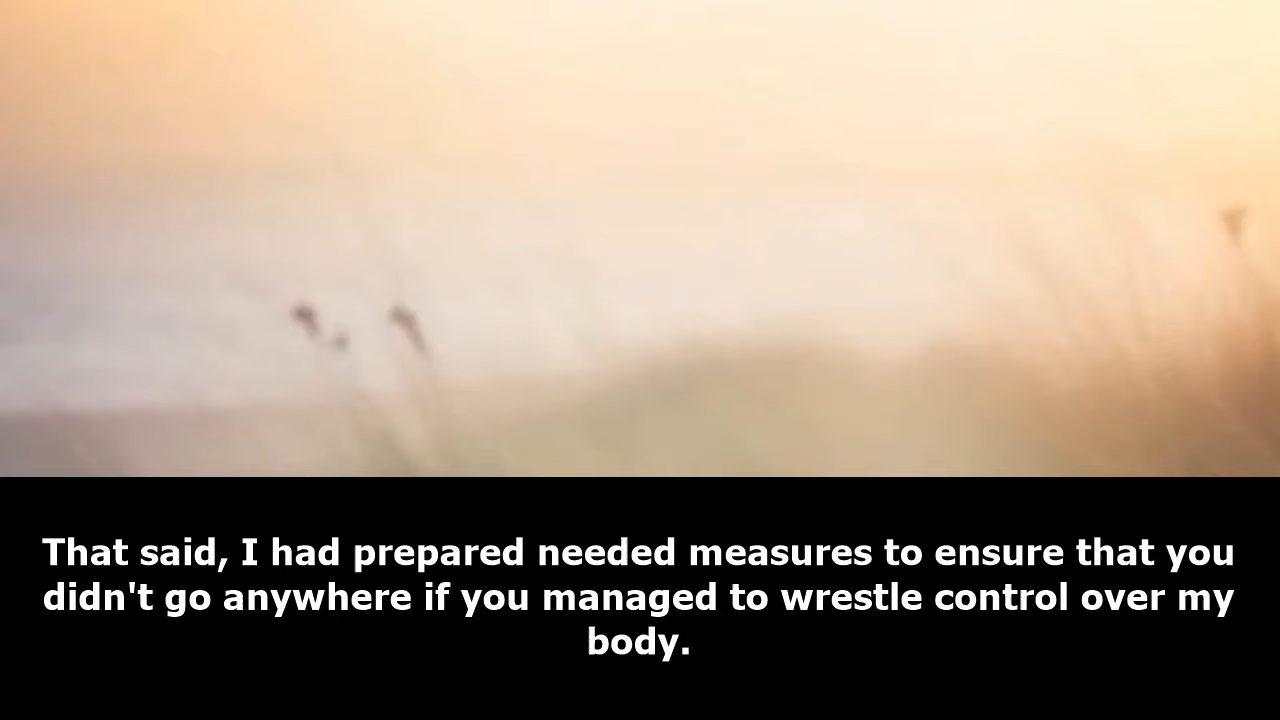 That said, I had prepared needed measures to ensure that you
didn't go anywhere if you managed to wrestle control over my
body.